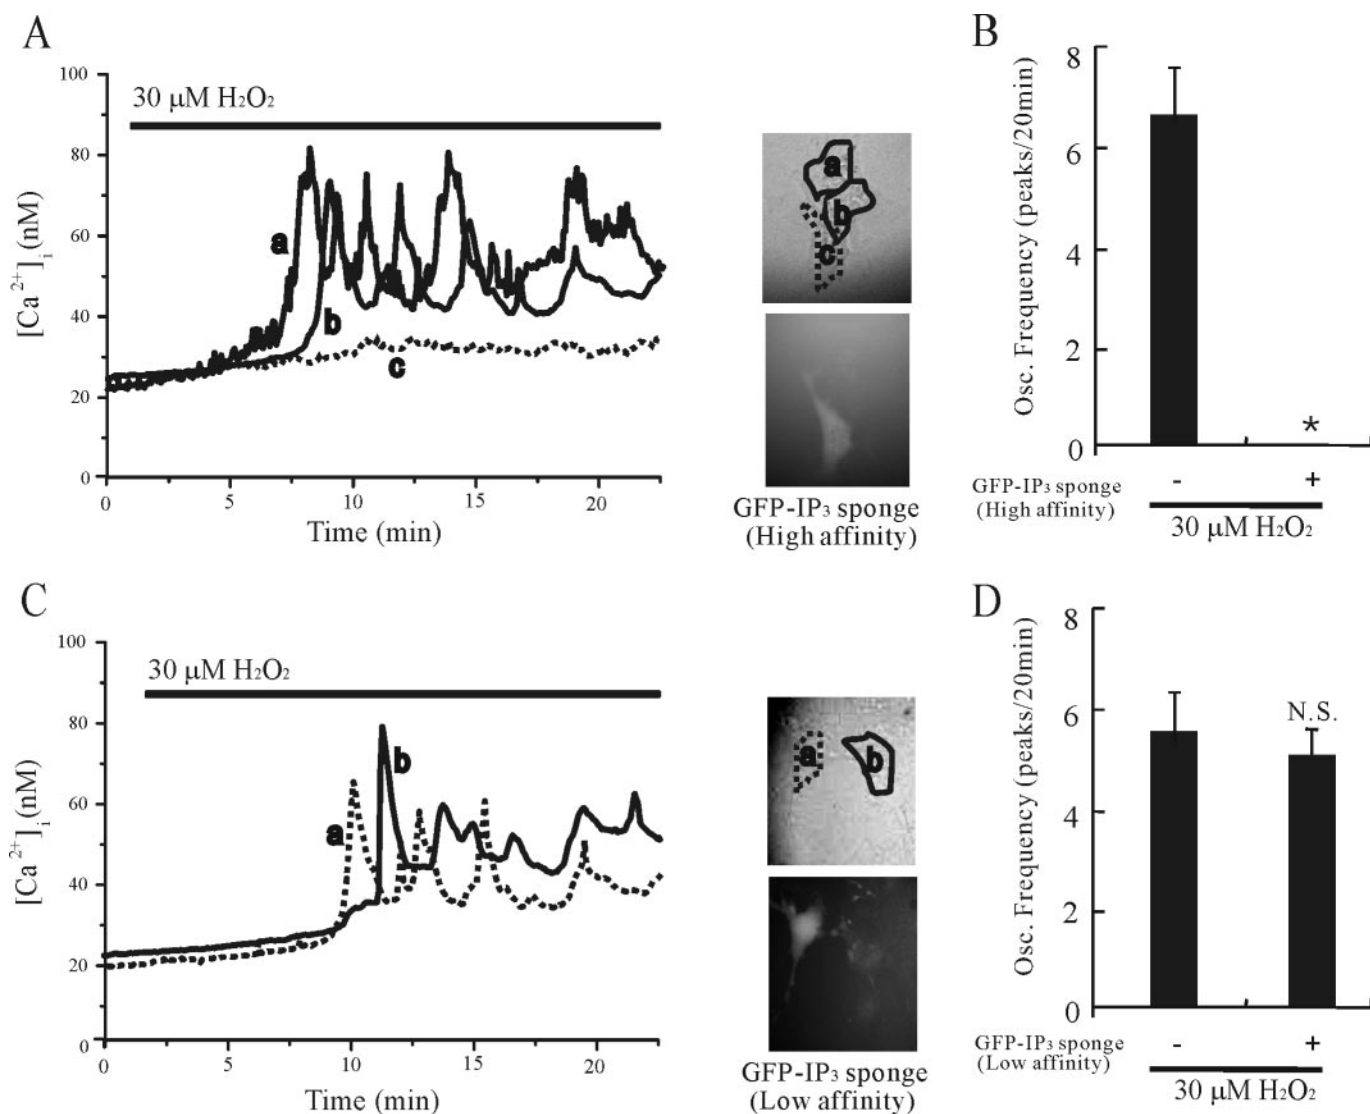 A
100
80
60
40
20
0
[Ca²⁺]ᵢ (nM)
30 μM H₂O₂
a
b
c
0 5 10 15 20
Time (min)
a
b
c
GFP-IP₃ sponge
(High affinity)
B
8
6
4
2
0
Osc. Frequency (peaks/20min)
*
GFP-IP₃ sponge - +
(High affinity)
30 μM H₂O₂
C
100
80
60
40
20
0
[Ca²⁺]ᵢ (nM)
30 μM H₂O₂
a
b
0 5 10 15 20
Time (min)
a
b
GFP-IP₃ sponge
(Low affinity)
D
8
6
4
2
0
Osc. Frequency (peaks/20min)
N.S.
GFP-IP₃ sponge - +
(Low affinity)
30 μM H₂O₂